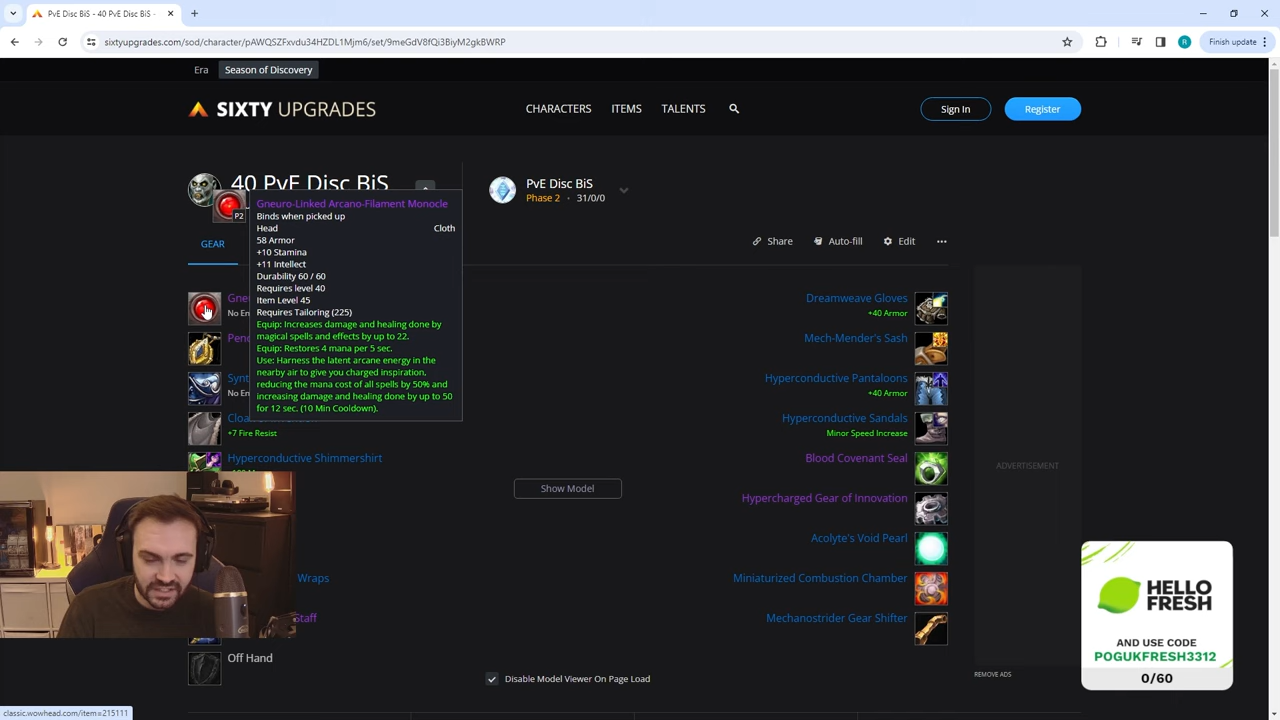 PvE Disc BiS - 40 PvE Disc BiS -
sixtyupgrades.com/sod/character/pAWQSZFxvdu34HZDL1Mjm6/set/9meGdV8fQi3BiyM2gkBWRP
R
Finish update
Era
Season of Discovery
SIXTY UPGRADES
CHARACTERS
ITEMS
TALENTS
Sign In
Register
40 PvE Disc BiS
PvE Disc BiS
Phase 2 • 31/0/0
P2
GEAR
Share
Auto-fill
Edit
Gneuro-Linked Arcano-Filament Monocle
Binds when picked up
Head Cloth
58 Armor
+10 Stamina
+11 Intellect
Durability 60 / 60
Requires level 40
Item Level 45
Requires Tailoring (225)
Equip: Increases damage and healing done by
magical spells and effects by up to 22.
Equip: Restores 4 mana per 5 sec.
Use: Harness the latent arcane energy in the
nearby air to give you charged inspiration,
reducing the mana cost of all spells by 50% and
increasing damage and healing done by up to 50
for 12 sec. (10 Min Cooldown).
+7 Fire Resist
Hyperconductive Shimmershirt
Wraps
Staff
Off Hand
Dreamweave Gloves
+40 Armor
Mech-Mender's Sash
Hyperconductive Pantaloons
+40 Armor
Hyperconductive Sandals
Minor Speed Increase
Blood Covenant Seal
Hypercharged Gear of Innovation
Acolyte's Void Pearl
Miniaturized Combustion Chamber
Mechanostrider Gear Shifter
Show Model
Disable Model Viewer On Page Load
ADVERTISEMENT
REMOVE ADS
HELLO
FRESH
AND USE CODE
POGUKFRESH3312
0/60
classic.wowhead.com/item=215111